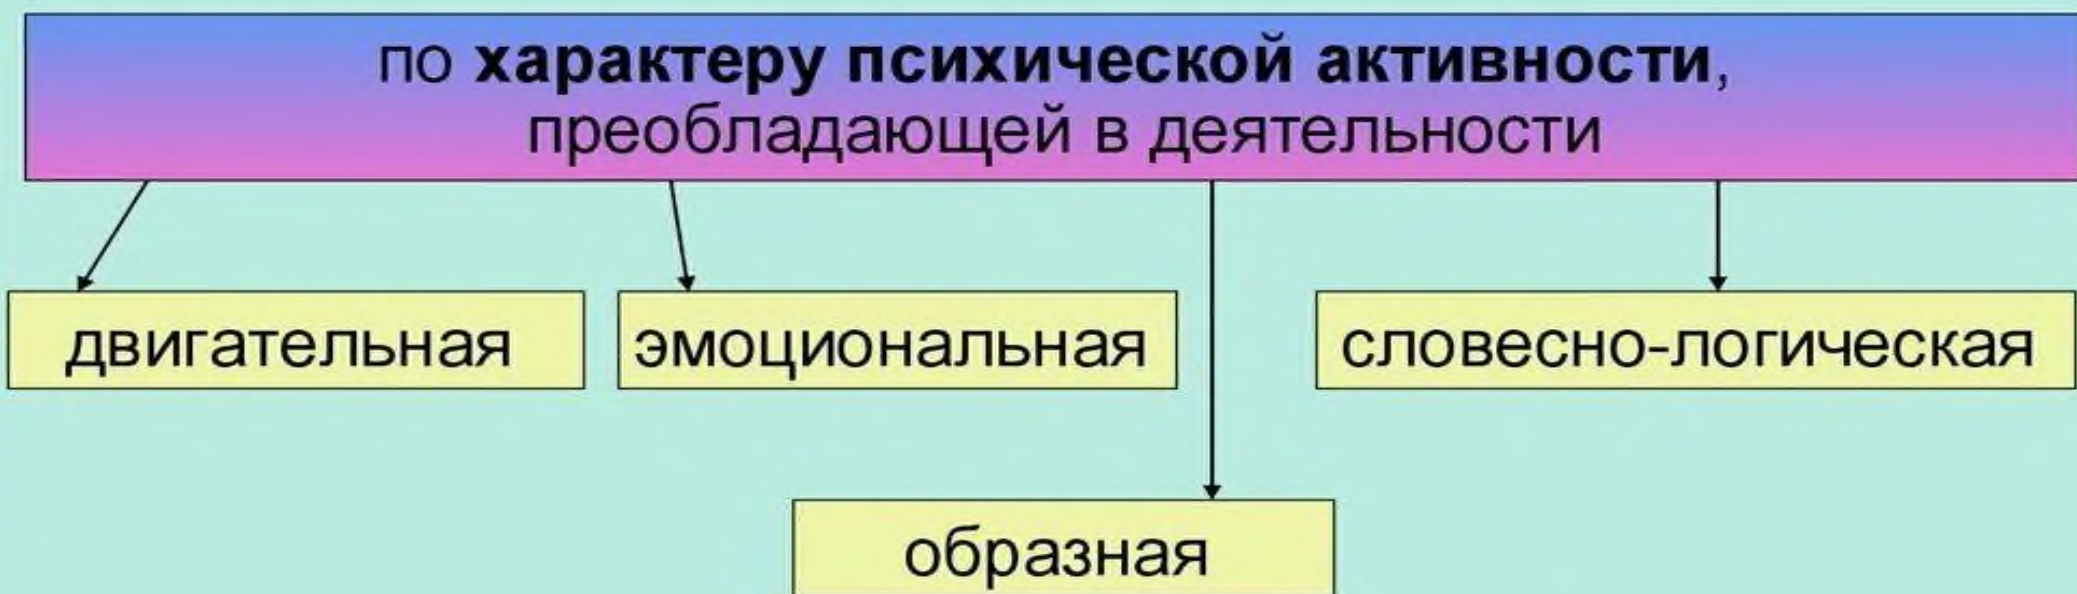 по характеру психической активности,
преобладающей в деятельности
двигательная
эмоциональная
словесно-логическая
образная